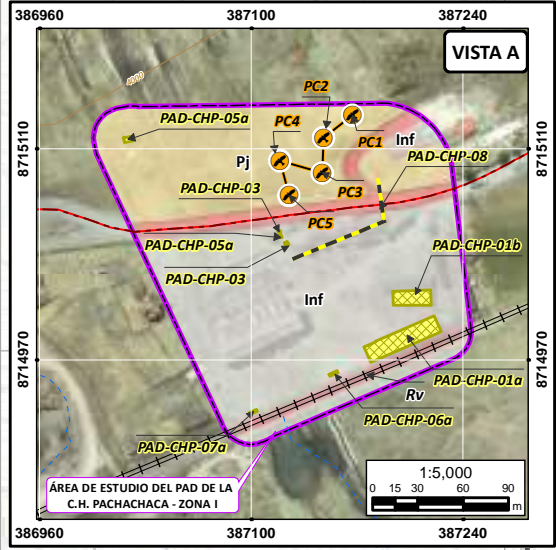 386960
387100
387240
VISTA A
4000
PC2
PAD-CHP-05a
PC4
PC1
Inf
8715110
8715110
Pj
PAD-CHP-08
PAD-CHP-03
PC3
PC5
PAD-CHP-05a
PAD-CHP-01b
PAD-CHP-03
Inf
8714970
8714970
PAD-CHP-01a
Rv
PAD-CHP-06a
PAD-CHP-07a
ÁREA DE ESTUDIO DEL PAD DE LA
C.H. PACHACHACA - ZONA I
1:5,000
0 15 30 60 90
m
386960
387100
387240